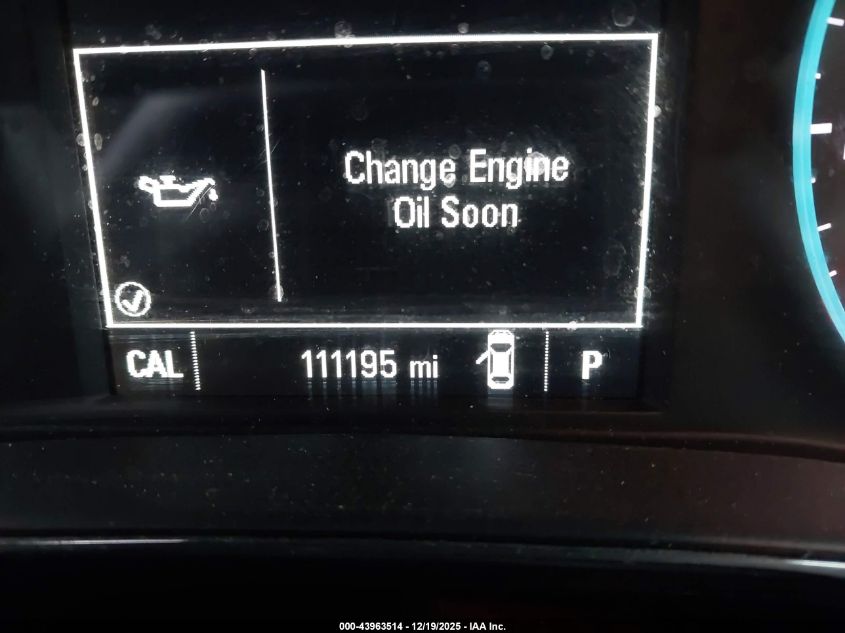 Change Engine
Oil Soon
CAL
111195 mi
P
000-43963514 - 12/19/2025 - IAA Inc.